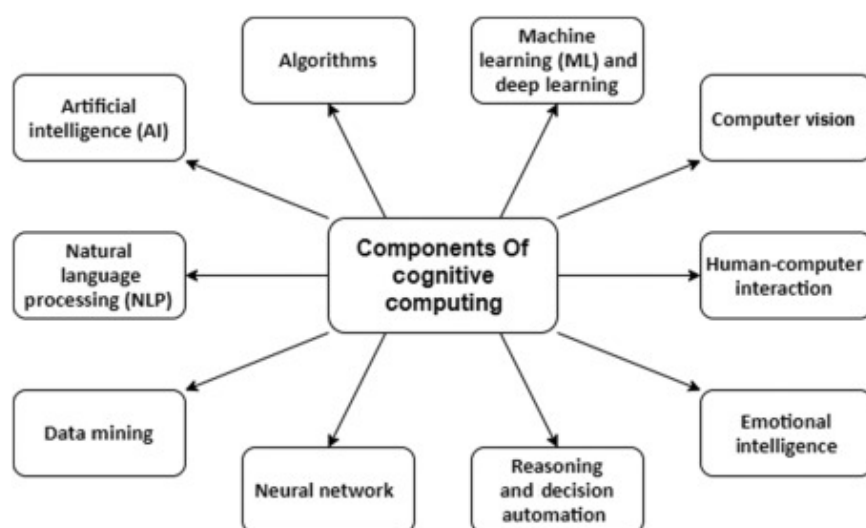 Algorithms
Machine
learning (ML) and
deep learning
Artificial
intelligence (AI)
Computer vision
Components Of
cognitive
computing
Natural
language
processing (NLP)
Human-computer
interaction
Data mining
Emotional
intelligence
Neural network
Reasoning
and decision
automation